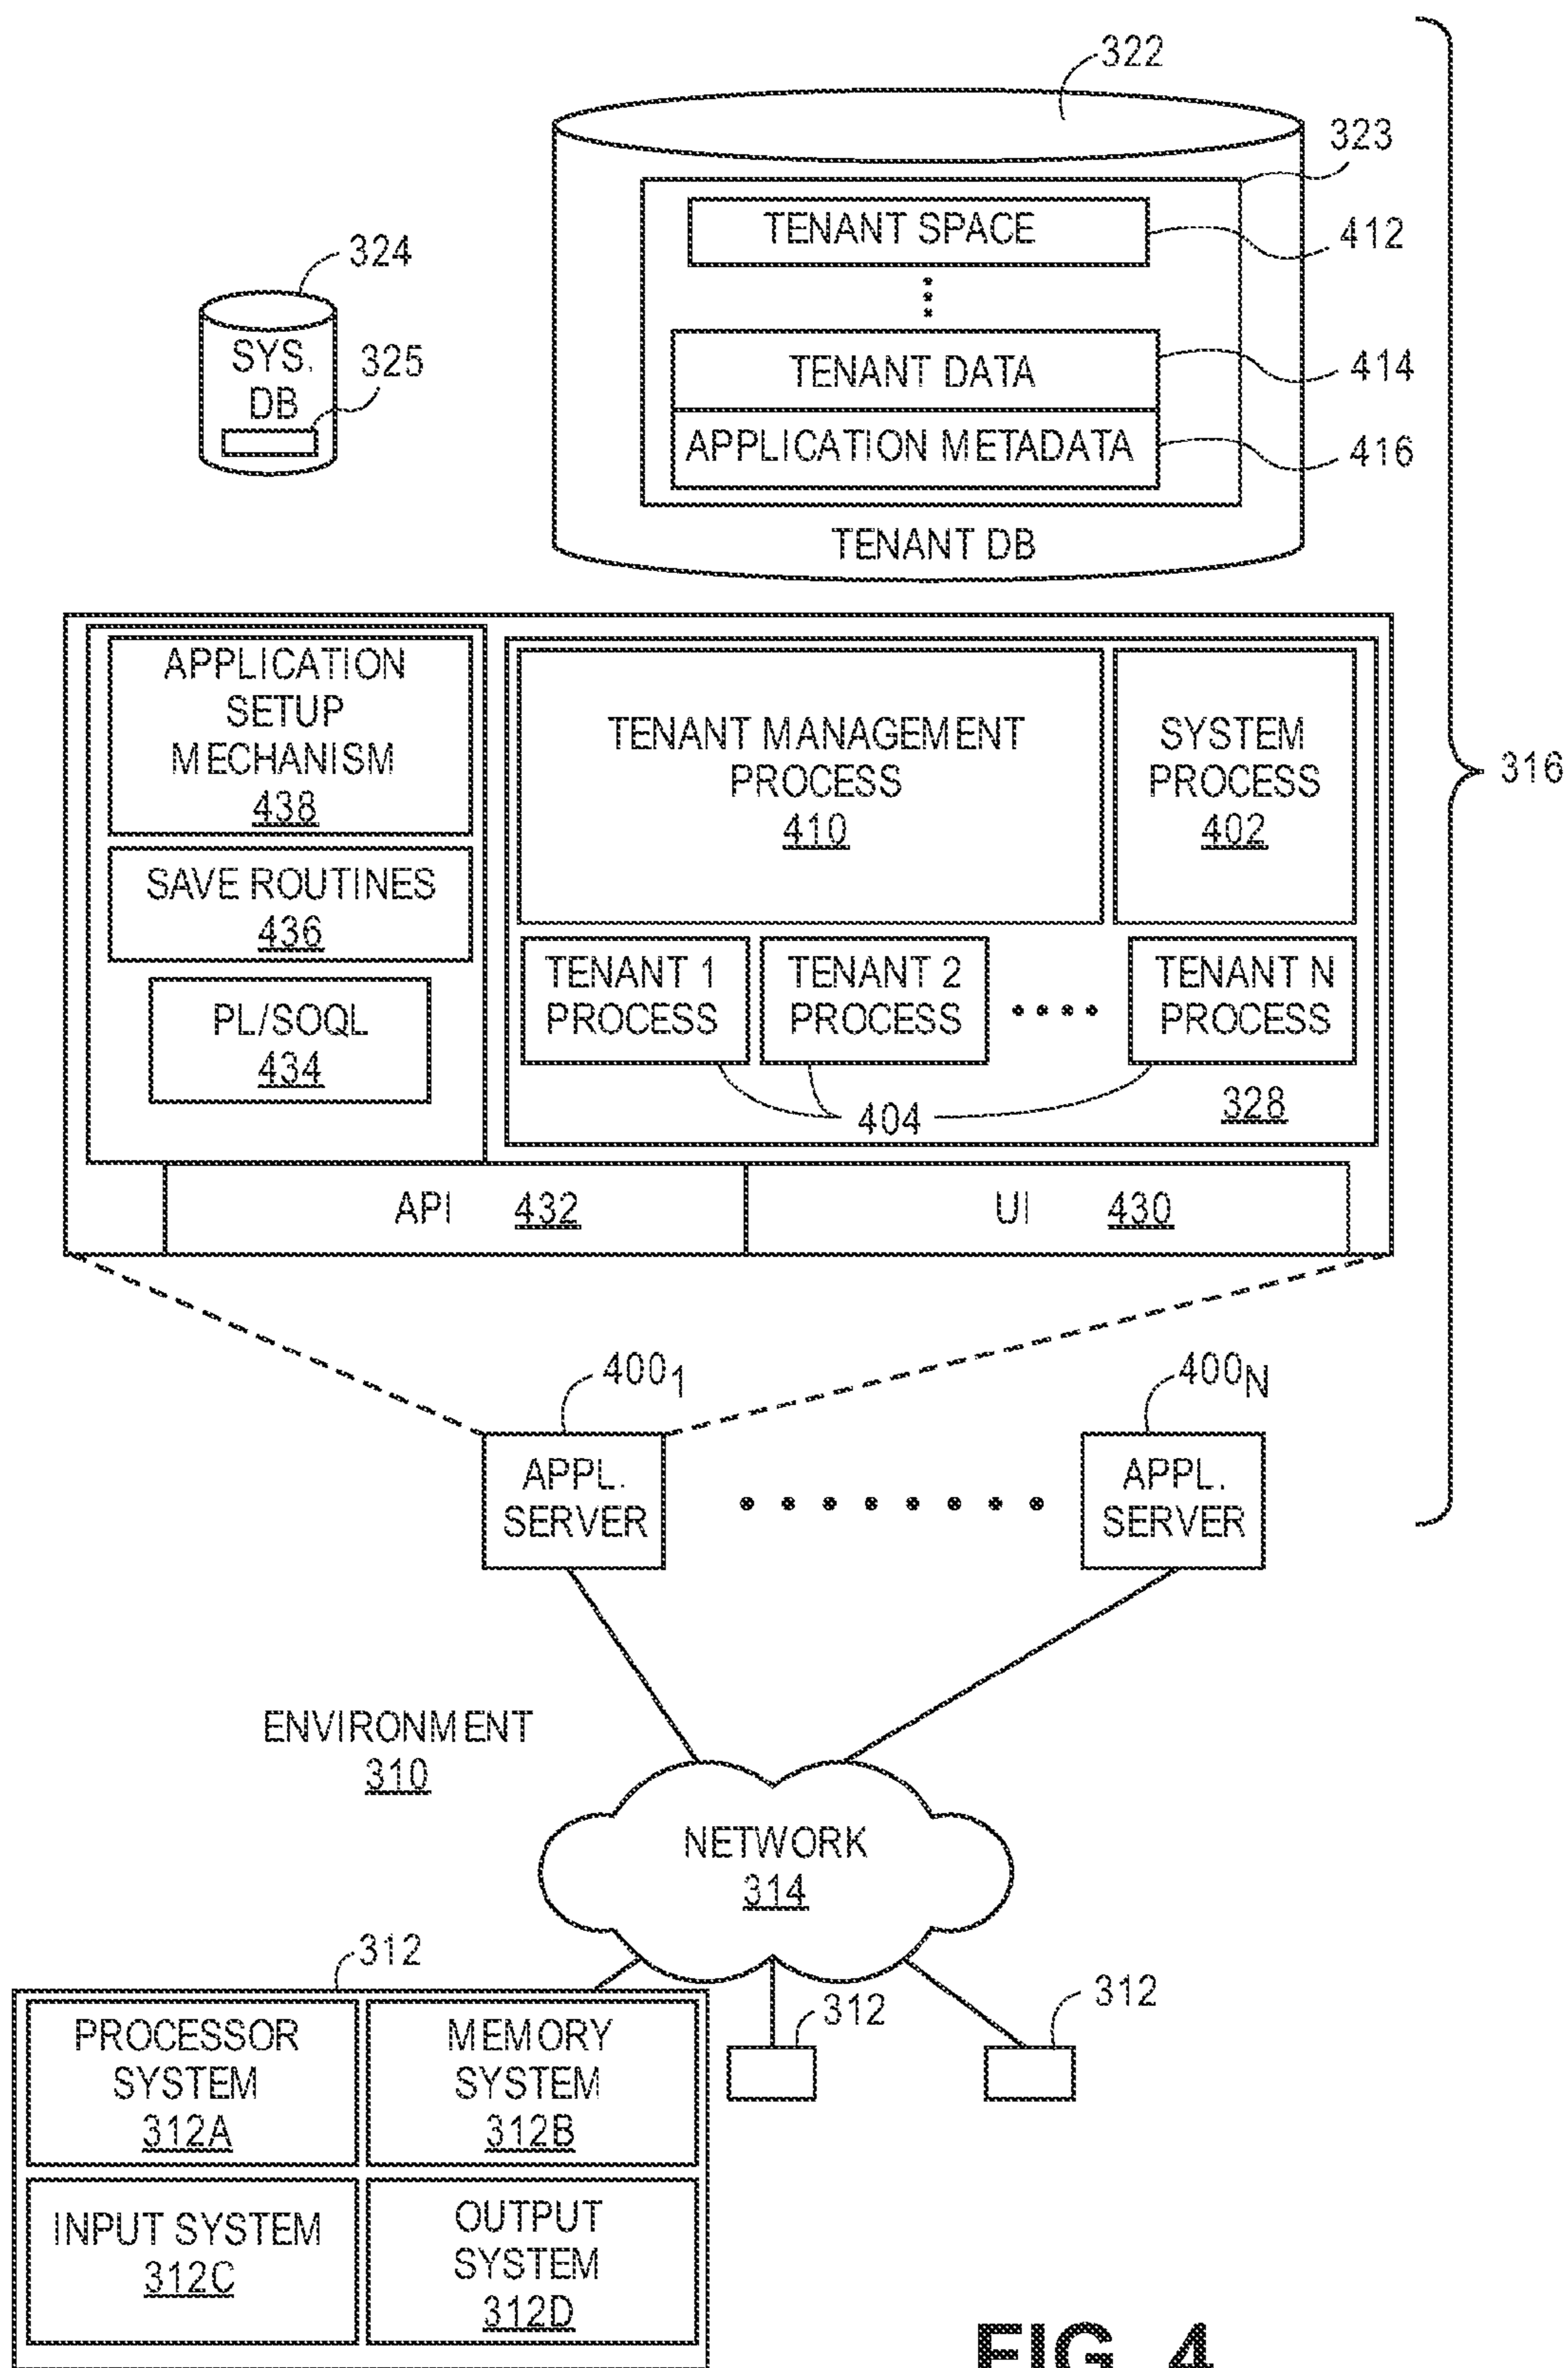 322
323
TENANT SPACE
412
324
SYS.
DB
325
TENANT DATA
414
APPLICATION METADATA
416
TENANT DB
316
APPLICATION
SETUP
MECHANISM
438
SAVE ROUTINES
436
PL/SOQL
434
TENANT MANAGEMENT
PROCESS
410
SYSTEM
PROCESS
402
TENANT 1
PROCESS
TENANT 2
PROCESS
TENANT N
PROCESS
404
328
API 432
UI 430
400₁
400N
APPL.
SERVER
APPL.
SERVER
ENVIRONMENT
310
NETWORK
314
312
312
312
PROCESSOR
SYSTEM
312A
MEMORY
SYSTEM
312B
INPUT SYSTEM
312C
OUTPUT
SYSTEM
312D
FIG. 4